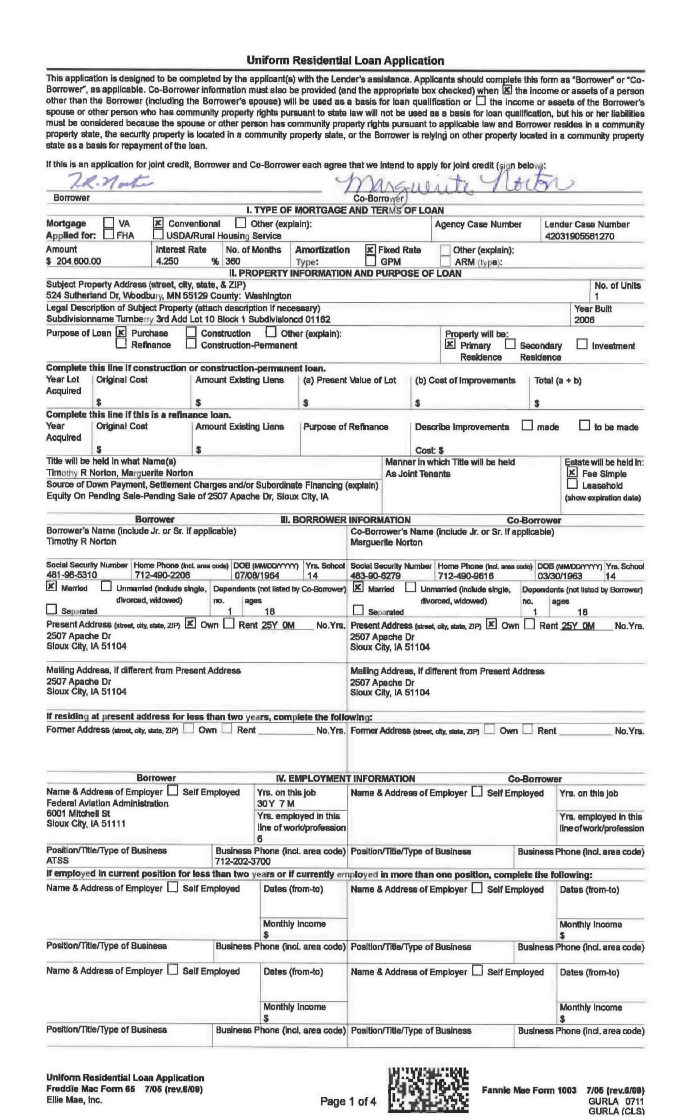 Uniform Residential Loan Application
This application is designed to be completed by the applicant(s) with the Lender's assistance. Applicants should complete this form as "Borrower" or "Co-
Borrower", as applicable. Co-Borrower information must also be provided (and the appropriate box checked) when ☒ the income or assets of a person
other than the Borrower (including the Borrower's spouse) will be used as a basis for loan qualification or ☐ the income or assets of the Borrower's
spouse or other person who has community property rights pursuant to state law will not be used as a basis for loan qualification, but his or her liabilities
must be considered because the spouse or other person has community property rights pursuant to applicable law and Borrower resides in a community
property state, the security property is located in a community property state, or the Borrower is relying on other property located in a community property
state as a basis for repayment of the loan.
If this is an application for joint credit, Borrower and Co-Borrower each agree that we intend to apply for joint credit (sign below):
T.R. Norton Marguerite Norton
Borrower Co-Borrower
I. TYPE OF MORTGAGE AND TERMS OF LOAN
Mortgage ☐ VA ☒ Conventional ☐ Other (explain): Agency Case Number Lender Case Number
Applied for: ☐ FHA ☐ USDA/Rural Housing Service 42031905561270
Amount Interest Rate No. of Months Amortization ☒ Fixed Rate ☐ Other (explain):
$ 204,600.00 4.250 % 360 Type: ☐ GPM ☐ ARM (type):
II. PROPERTY INFORMATION AND PURPOSE OF LOAN
Subject Property Address (street, city, state, & ZIP) No. of Units
524 Sutherland Dr, Woodbury, MN 55129 County: Washington 1
Legal Description of Subject Property (attach description if necessary) Year Built
Subdivisionname Turnberry 3rd Add Lot 10 Block 1 Subdivisioncd 01162 2006
Purpose of Loan ☒ Purchase ☐ Construction ☐ Other (explain): Property will be:
☐ Refinance ☐ Construction-Permanent ☒ Primary Residence ☐ Secondary Residence ☐ Investment
Complete this line if construction or construction-permanent loan.
Year Lot Acquired Original Cost Amount Existing Liens (a) Present Value of Lot (b) Cost of Improvements Total (a + b)
$ $ $ $ $
Complete this line if this is a refinance loan.
Year Acquired Original Cost Amount Existing Liens Purpose of Refinance Describe Improvements ☐ made ☐ to be made
$ $ Cost: $
Title will be held in what Name(s) Manner in which Title will be held Estate will be held in:
Timothy R Norton, Marguerite Norton As Joint Tenants ☒ Fee Simple
Source of Down Payment, Settlement Charges and/or Subordinate Financing (explain) ☐ Leasehold
Equity On Pending Sale-Pending Sale of 2507 Apache Dr, Sioux City, IA (show expiration date)
Borrower III. BORROWER INFORMATION Co-Borrower
Borrower's Name (include Jr. or Sr. if applicable) Co-Borrower's Name (include Jr. or Sr. if applicable)
Timothy R Norton Marguerite Norton
Social Security Number Home Phone (incl. area code) DOB (MM/DD/YYYY) Yrs. School Social Security Number Home Phone (incl. area code) DOB (MM/DD/YYYY) Yrs. School
481-96-5310 712-490-2206 07/08/1964 14 483-90-6279 712-490-9616 03/30/1963 14
☒ Married ☐ Unmarried (include single, Dependents (not listed by Co-Borrower) ☒ Married ☐ Unmarried (include single, Dependents (not listed by Borrower)
divorced, widowed) no. ages divorced, widowed) no. ages
☐ Separated 1 18 ☐ Separated 1 18
Present Address (street, city, state, ZIP) ☒ Own ☐ Rent 25Y 0M No.Yrs. Present Address (street, city, state, ZIP) ☒ Own ☐ Rent 25Y 0M No.Yrs.
2507 Apache Dr 2507 Apache Dr
Sioux City, IA 51104 Sioux City, IA 51104
Mailing Address, if different from Present Address Mailing Address, if different from Present Address
2507 Apache Dr 2507 Apache Dr
Sioux City, IA 51104 Sioux City, IA 51104
If residing at present address for less than two years, complete the following:
Former Address (street, city, state, ZIP) ☐ Own ☐ Rent No.Yrs. Former Address (street, city, state, ZIP) ☐ Own ☐ Rent No.Yrs.
Borrower IV. EMPLOYMENT INFORMATION Co-Borrower
Name & Address of Employer ☐ Self Employed Yrs. on this job Name & Address of Employer ☐ Self Employed Yrs. on this job
Federal Aviation Administration 30Y 7M
6001 Mitchell St Yrs. employed in this Yrs. employed in this
Sioux City, IA 51111 line of work/profession line of work/profession
6
Position/Title/Type of Business Business Phone (incl. area code) Position/Title/Type of Business Business Phone (incl. area code)
ATSS 712-202-3700
If employed in current position for less than two years or if currently employed in more than one position, complete the following:
Name & Address of Employer ☐ Self Employed Dates (from-to) Name & Address of Employer ☐ Self Employed Dates (from-to)
Monthly Income Monthly Income
$ $
Position/Title/Type of Business Business Phone (incl. area code) Position/Title/Type of Business Business Phone (incl. area code)
Name & Address of Employer ☐ Self Employed Dates (from-to) Name & Address of Employer ☐ Self Employed Dates (from-to)
Monthly Income Monthly Income
$ $
Position/Title/Type of Business Business Phone (incl. area code) Position/Title/Type of Business Business Phone (incl. area code)
Uniform Residential Loan Application
Freddie Mac Form 65 7/05 (rev.6/09) Fannie Mae Form 1003 7/05 (rev.6/09)
Ellie Mae, Inc. Page 1 of 4 GURLA 0711
GURLA (CLS)